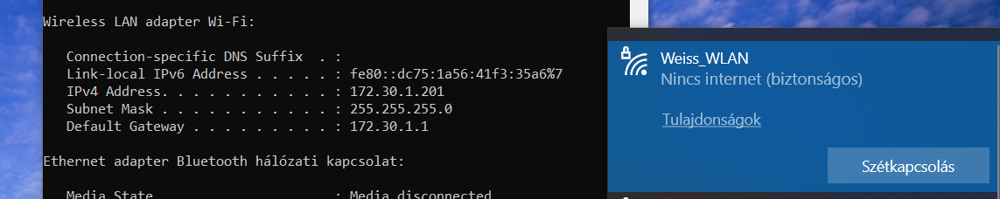 Wireless LAN adapter Wi-Fi:
Connection-specific DNS Suffix  . :
Link-local IPv6 Address . . . . . : fe80::dc75:1a56:41f3:35a6%7
IPv4 Address. . . . . . . . . . . : 172.30.1.201
Subnet Mask . . . . . . . . . . . : 255.255.255.0
Default Gateway . . . . . . . . . : 172.30.1.1
Ethernet adapter Bluetooth hálózati kapcsolat:
Media State . . . . . . . . . . . : Media disconnected
Weiss_WLAN
Nincs internet (biztonságos)
Tulajdonságok
Szétkapcsolás